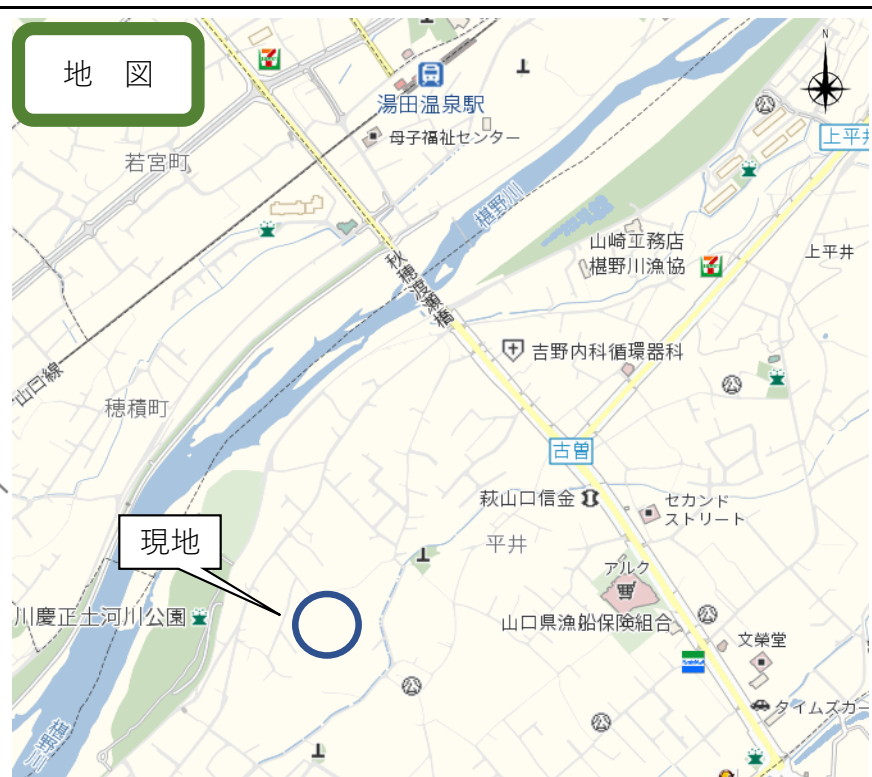 地　図
N
湯田温泉駅
母子福祉センター
若宮町
上平井
椹野川
山崎工務店
椹野川漁協
上平井
秋穂渡瀬橋
吉野内科循環器科
山口線
穂積町
古曽
萩山口信金
セカンド
ストリート
現地
平井
アルク
川慶正土河川公園
山口県漁船保険組合
文榮堂
椹野川
タイムズカー